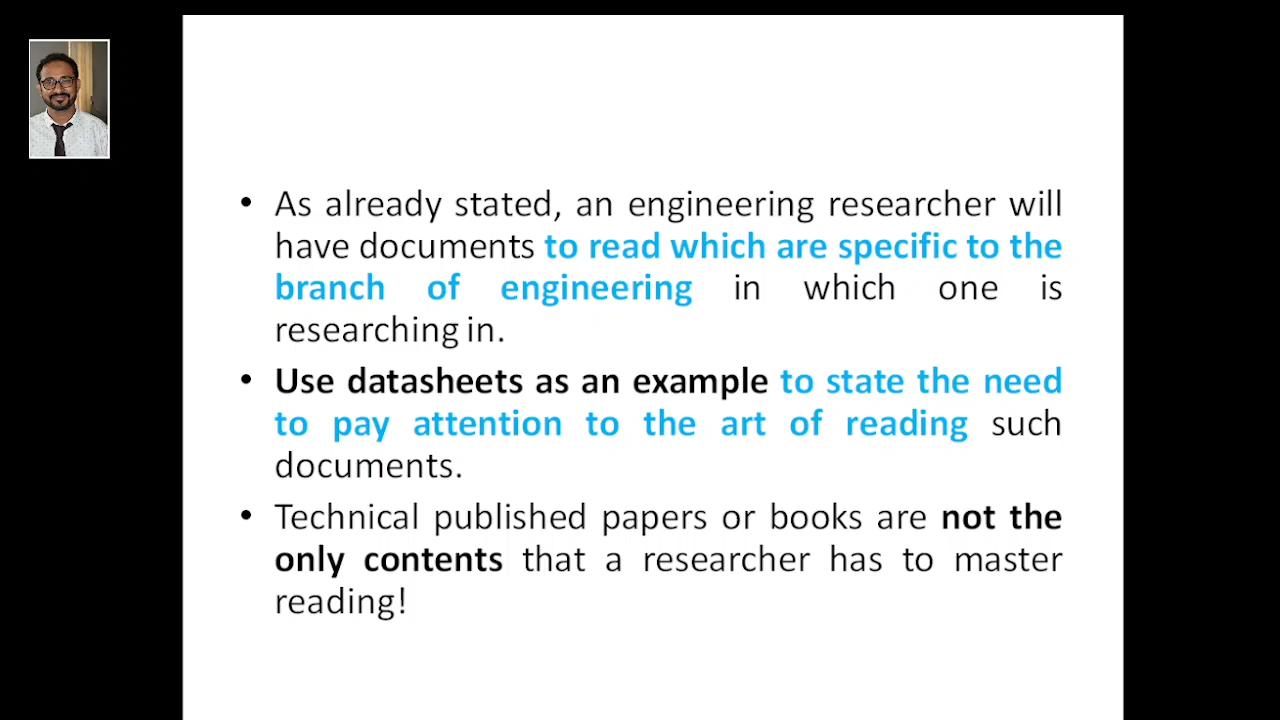 • As already stated, an engineering researcher will
have documents to read which are specific to the
branch of engineering in which one is
researching in.
• Use datasheets as an example to state the need
to pay attention to the art of reading such
documents.
• Technical published papers or books are not the
only contents that a researcher has to master
reading!